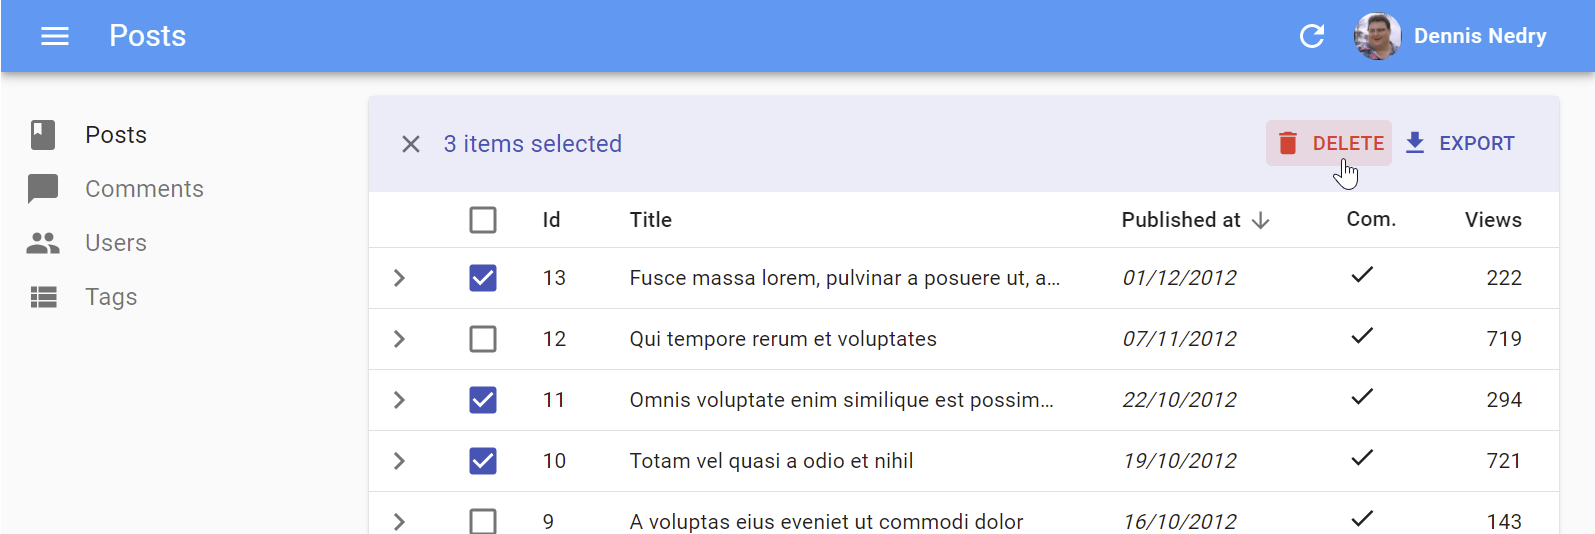 Posts
Dennis Nedry
Posts
Comments
Users
Tags
3 items selected
DELETE
EXPORT
Id Title Published at Com. Views
13 Fusce massa lorem, pulvinar a posuere ut, a... 01/12/2012 222
12 Qui tempore rerum et voluptates 07/11/2012 719
11 Omnis voluptate enim similique est possim... 22/10/2012 294
10 Totam vel quasi a odio et nihil 19/10/2012 721
9 A voluptas eius eveniet ut commodi dolor 16/10/2012 143